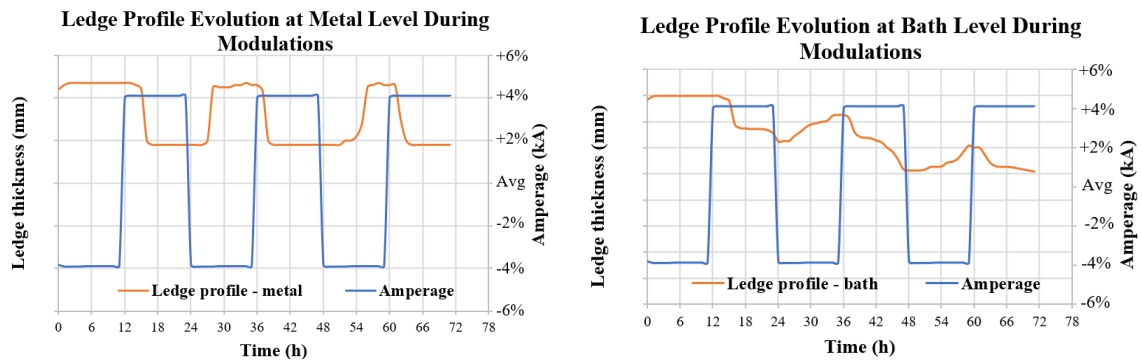 Ledge Profile Evolution at Metal Level During
Modulations
Ledge thickness (mm)
+6%
+4%
+2%
Avg
-2%
-4%
-6%
Amperage (kA)
Ledge profile - metal
Amperage
0 6 12 18 24 30 36 42 48 54 60 66 72 78
Time (h)
Ledge Profile Evolution at Bath Level During
Modulations
Ledge thickness (mm)
+6%
+4%
+2%
Avg
-2%
-4%
-6%
Amperage (kA)
Ledge profile - bath
Amperage
0 6 12 18 24 30 36 42 48 54 60 66 72 78
Time (h)